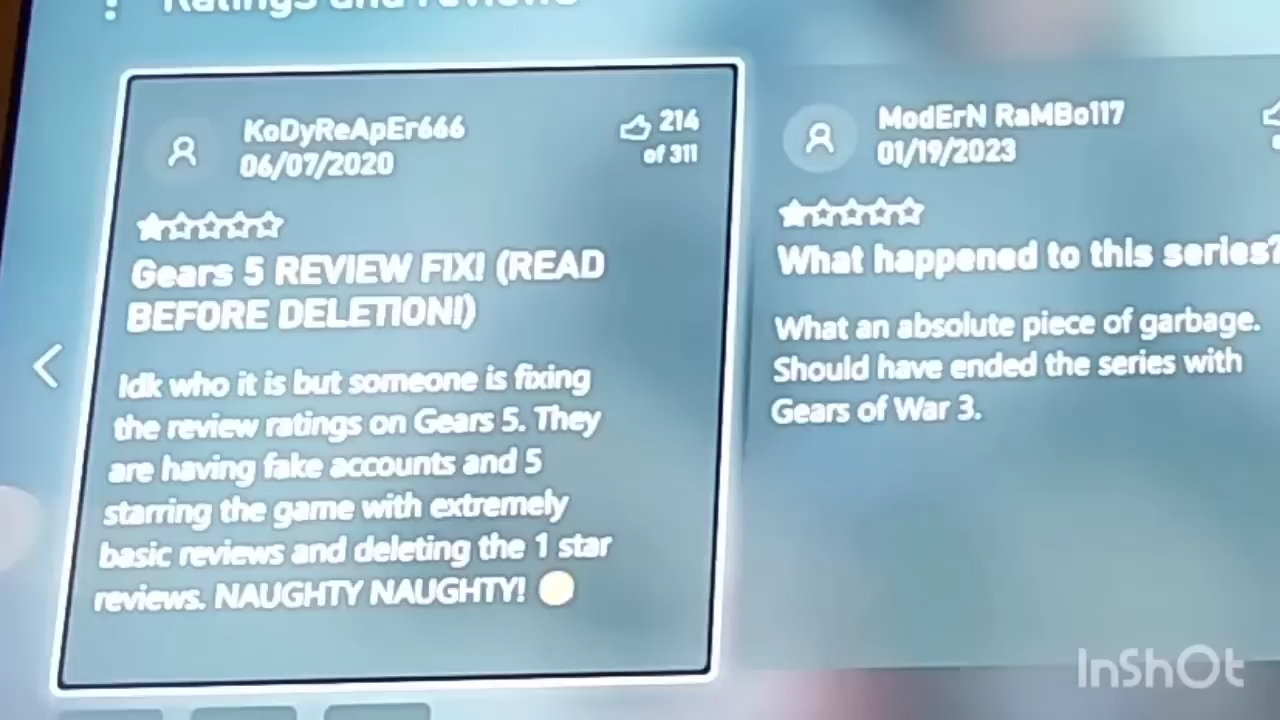 Ratings and reviews
KoDyReApEr666
06/07/2020
214
of 311
Gears 5 REVIEW FIX! (READ
BEFORE DELETION!)
Idk who it is but someone is fixing
the review ratings on Gears 5. They
are having fake accounts and 5
starring the game with extremely
basic reviews and deleting the 1 star
reviews. NAUGHTY NAUGHTY!
ModErN RaMBo117
01/19/2023
What happened to this series?
What an absolute piece of garbage.
Should have ended the series with
Gears of War 3.
InShOt